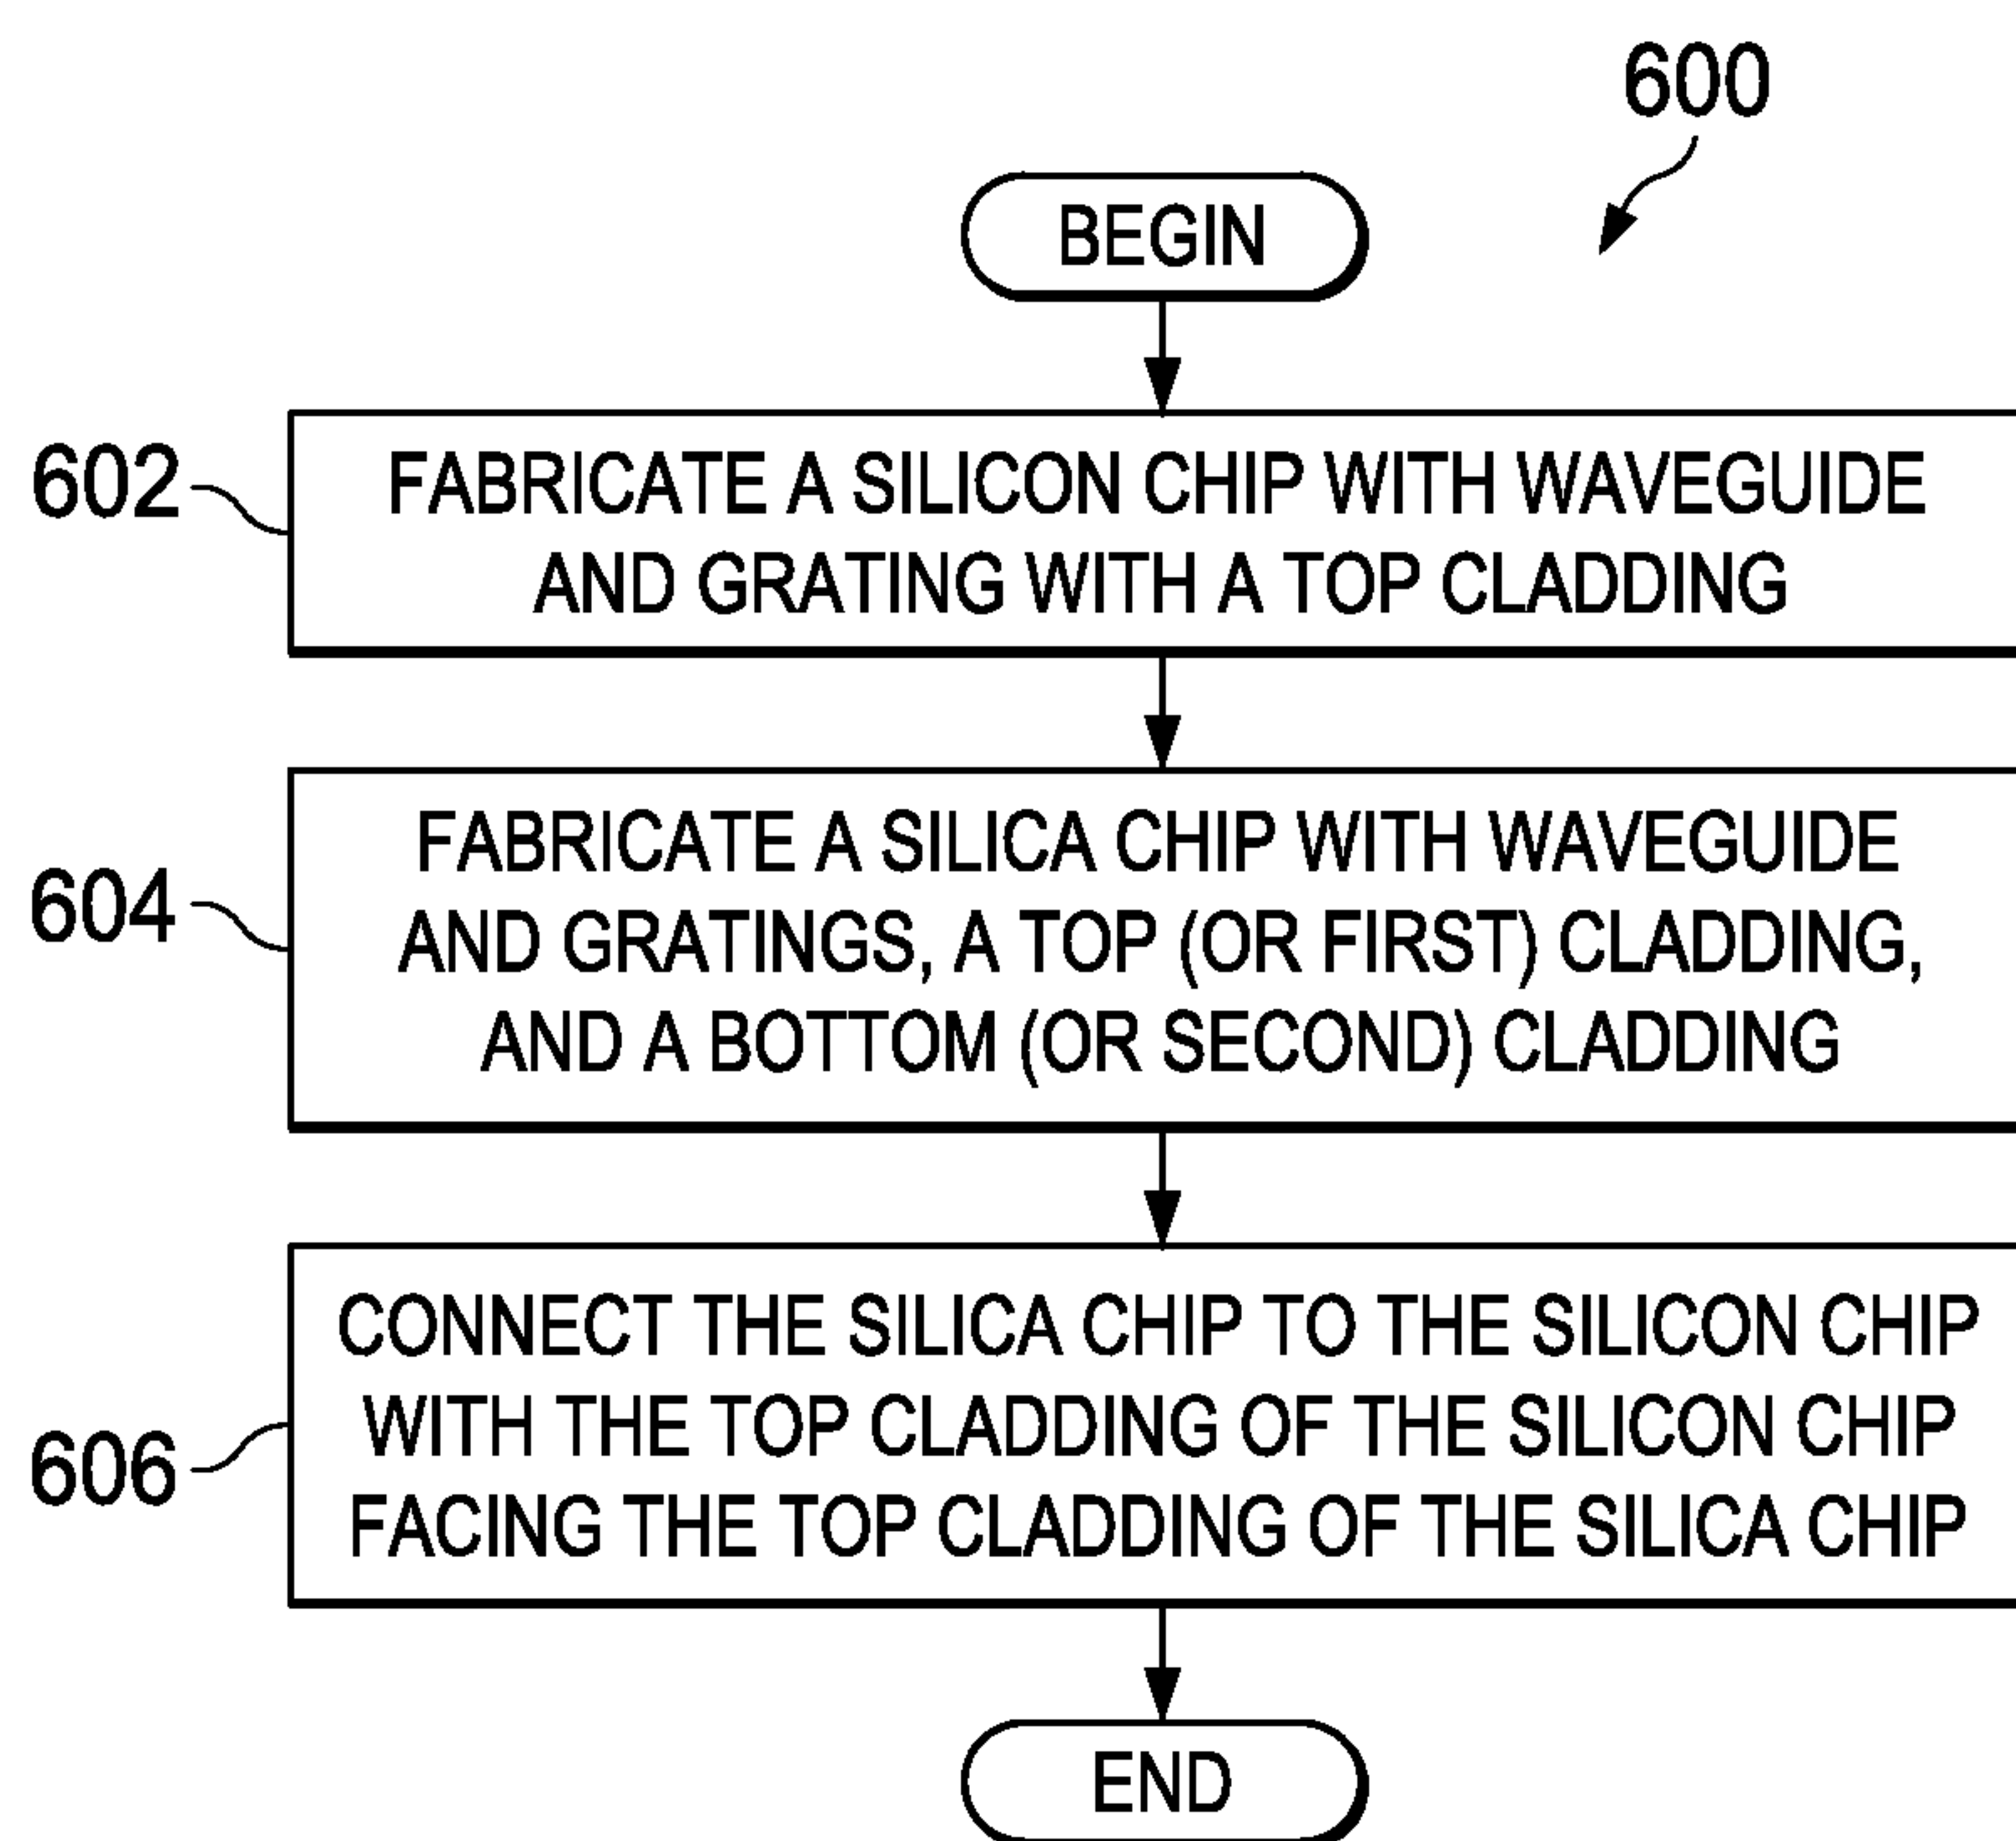 600
BEGIN
602
FABRICATE A SILICON CHIP WITH WAVEGUIDE
AND GRATING WITH A TOP CLADDING
604
FABRICATE A SILICA CHIP WITH WAVEGUIDE
AND GRATINGS, A TOP (OR FIRST) CLADDING,
AND A BOTTOM (OR SECOND) CLADDING
606
CONNECT THE SILICA CHIP TO THE SILICON CHIP
WITH THE TOP CLADDING OF THE SILICON CHIP
FACING THE TOP CLADDING OF THE SILICA CHIP
END